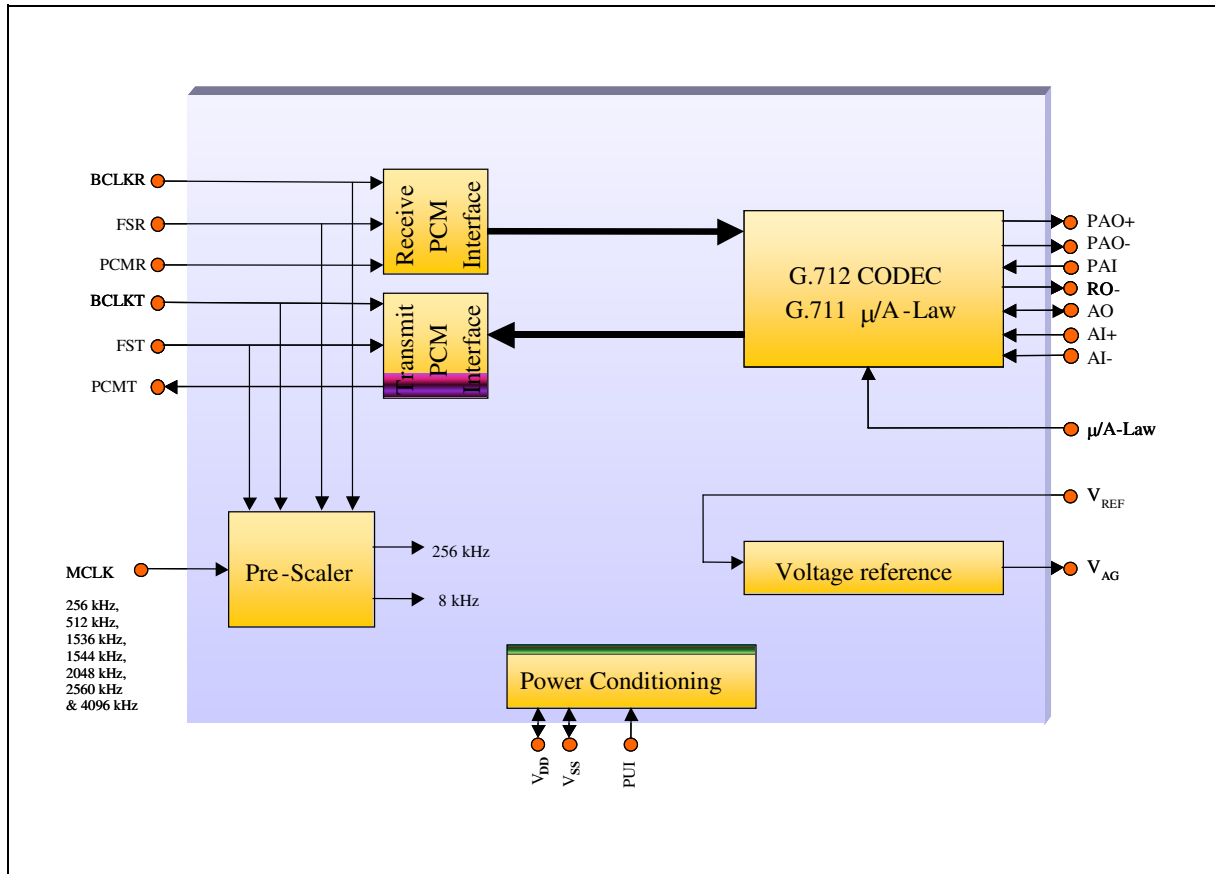 BCLKR
FSR
PCMR
BCLKT
FST
PCMT
Receive
PCM
Interface
Transmit
PCM
Interface
G.712 CODEC
G.711 μ/A-Law
PAO+
PAO-
PAI
RO-
AO
AI+
AI-
μ/A-Law
VREF
VAG
Voltage reference
MCLK
256 kHz,
512 kHz,
1536 kHz,
1544 kHz,
2048 kHz,
2560 kHz
& 4096 kHz
Pre-Scaler
256 kHz
8 kHz
Power Conditioning
VDD
VSS
PUI